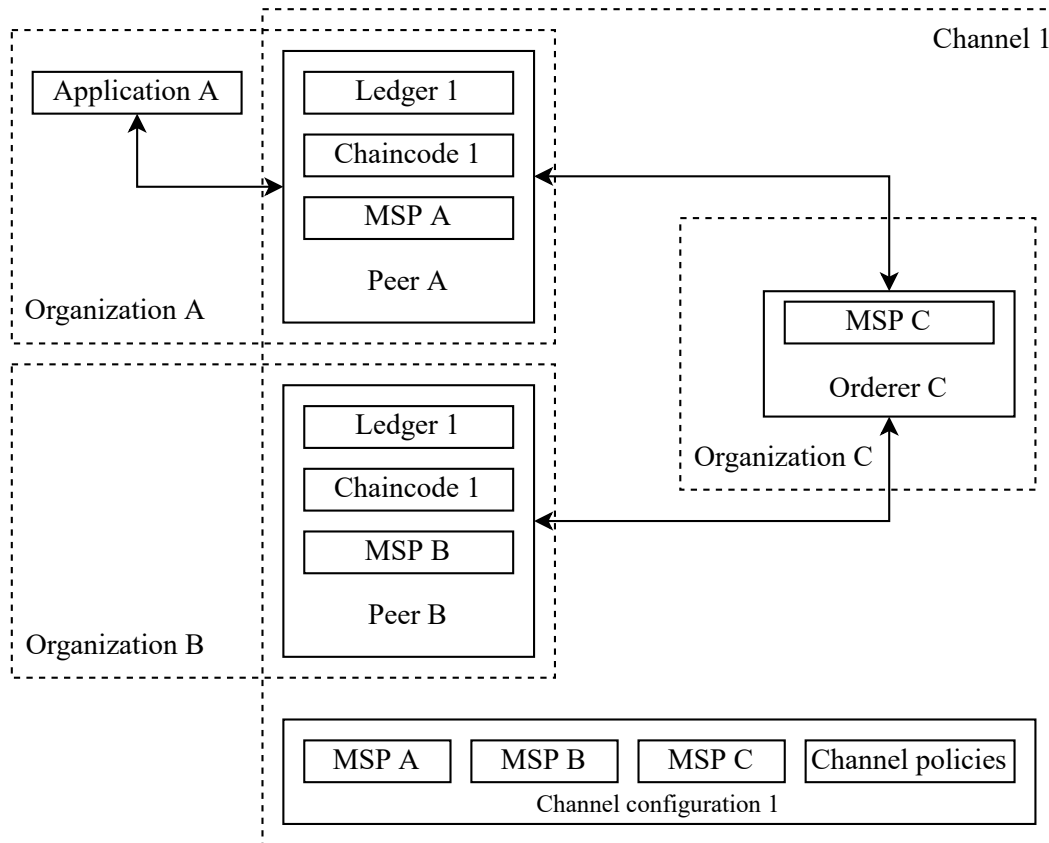 Channel 1
Application A
Ledger 1
Chaincode 1
MSP A
Peer A
Organization A
MSP C
Orderer C
Organization C
Ledger 1
Chaincode 1
MSP B
Peer B
Organization B
MSP A
MSP B
MSP C
Channel policies
Channel configuration 1